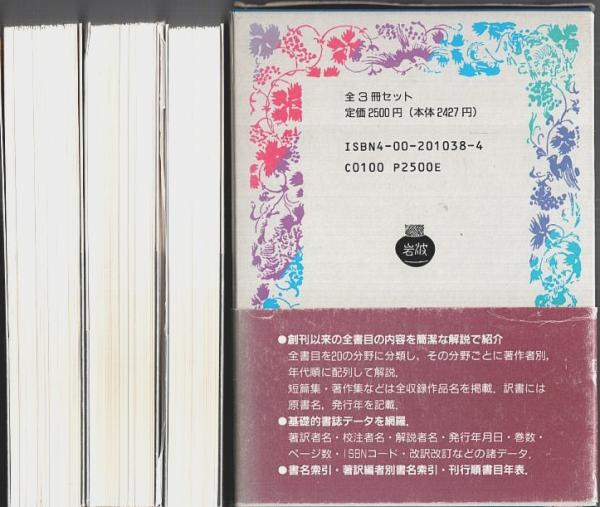 全3冊セット
定価2500円（本体2427円）
ISBN4-00-201038-4
C0100 P2500E
岩波
●創刊以来の全書目の内容を簡潔な解説で紹介
全書目を20の分野に分類し，その分野ごとに著作者別，
年代順に配列して解説．
短篇集・著作集などは全収録作品名を掲載．訳書には
原書名，発行年を記載．
●基礎的書誌データを網羅．
著訳者名・校注者名・解説者名・発行年月日・巻数・
ページ数・ISBNコード・改訳改訂などの諸データ．
●書名索引・著訳編者別書名索引・刊行順書目年表．